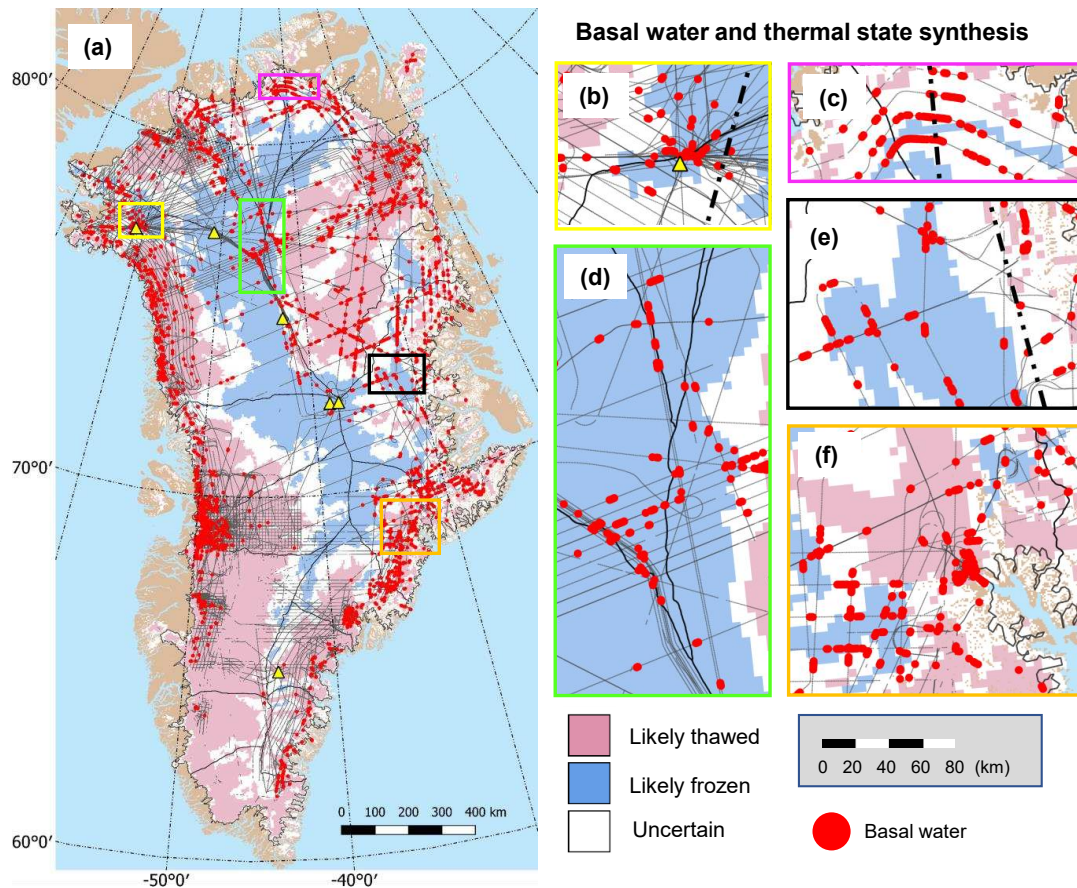 Basal water and thermal state synthesis
(a)
80°0'
70°0'
60°0'
-50°0'
-40°0'
0 100 200 300 400 km
(b)
(c)
(d)
(e)
(f)
Likely thawed
Likely frozen
Uncertain
0 20 40 60 80 (km)
Basal water